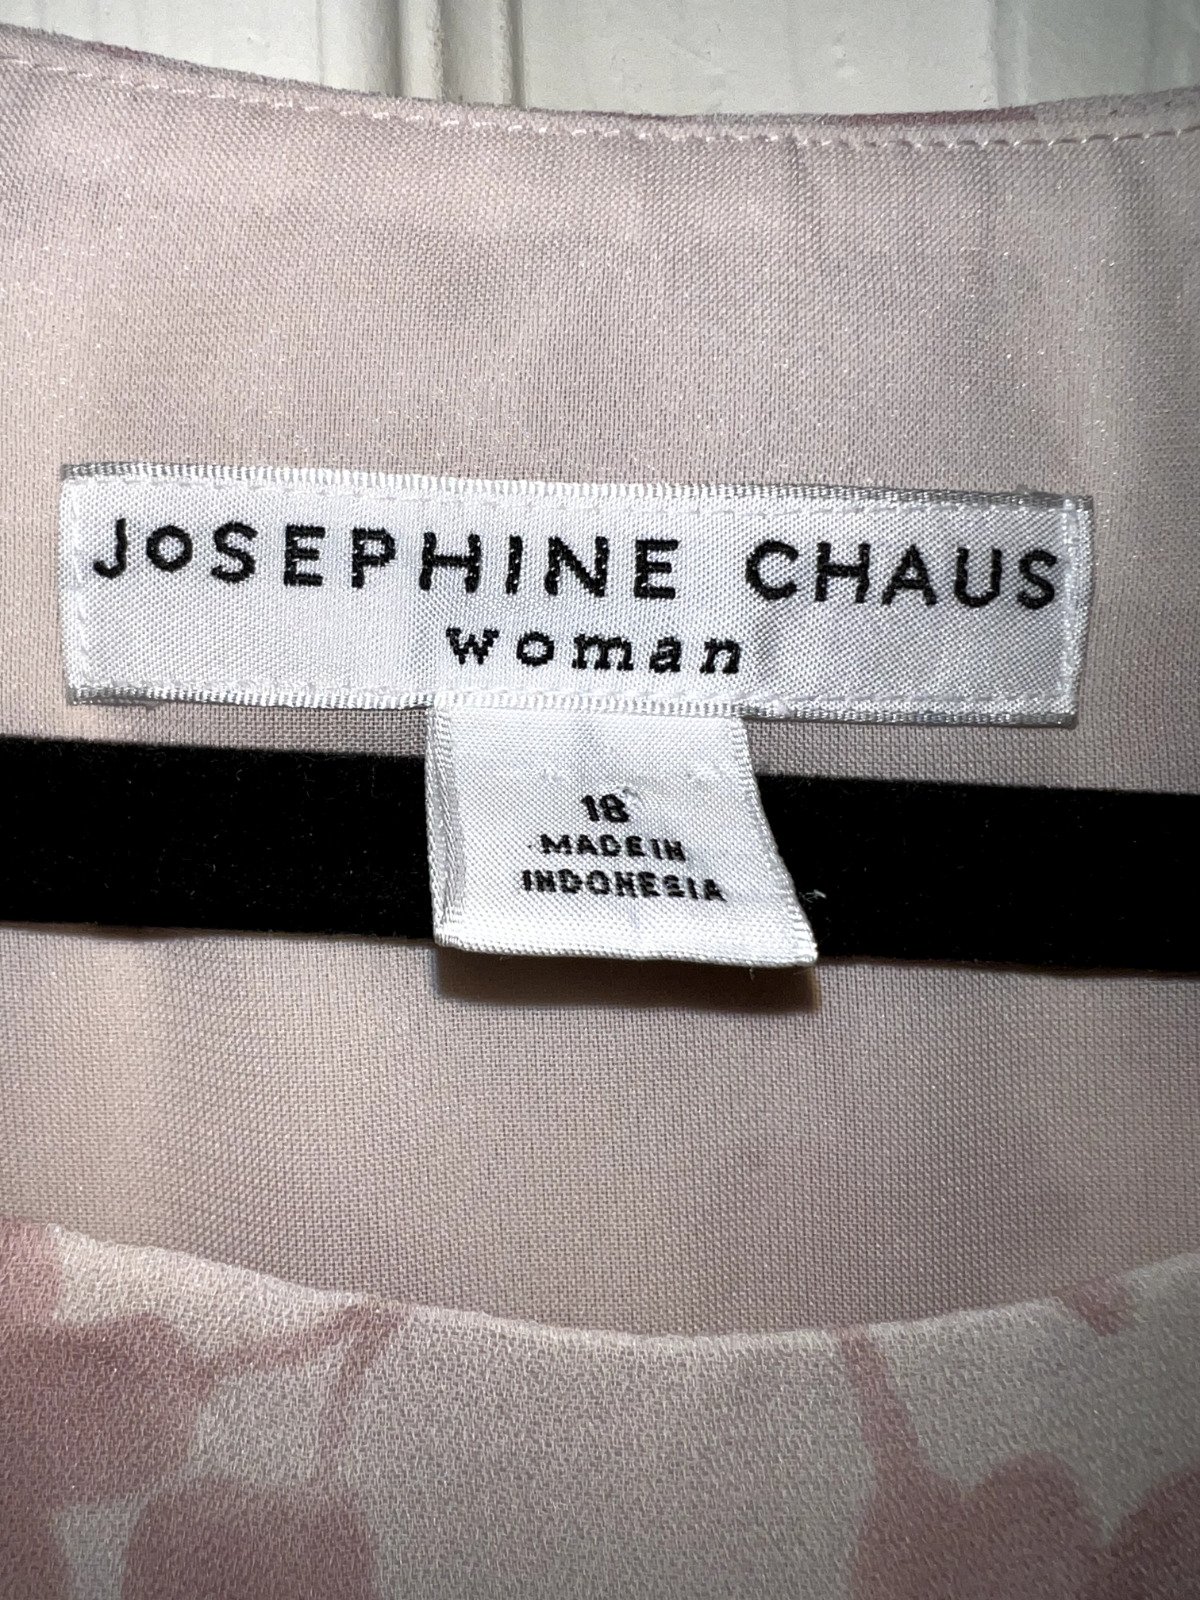 JoSEPHINE CHAUS
woman
18
MADE IN
INDONESIA